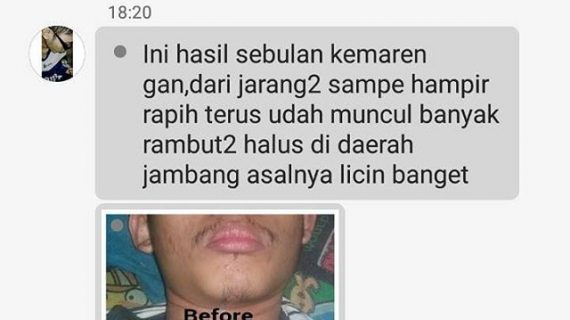 18:20
Ini hasil sebulan kemaren
gan,dari jarang2 sampe hampir
rapih terus udah muncul banyak
rambut2 halus di daerah
jambang asalnya licin banget
Before